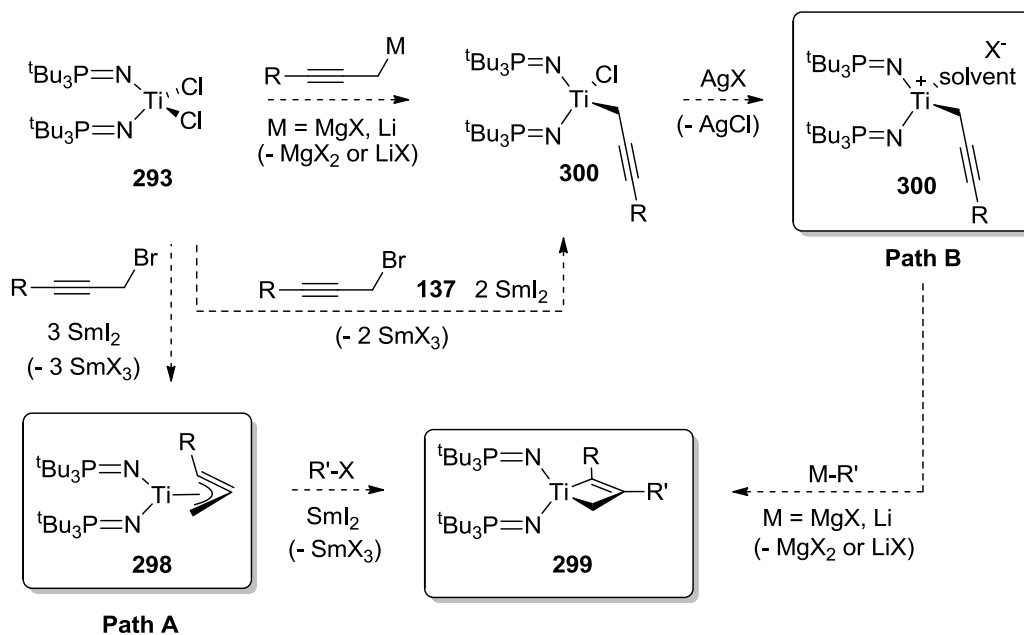 M
R
ᵗBu₃P=N
Ti
Cl
Cl
ᵗBu₃P=N
293
M = MgX, Li
(- MgX₂ or LiX)
ᵗBu₃P=N
Cl
Ti
ᵗBu₃P=N
300
R
AgX
(- AgCl)
X⁻
ᵗBu₃P=N
solvent
+
Ti
ᵗBu₃P=N
300
R
Path B
Br
R
3 SmI₂
(- 3 SmX₃)
Br
R
137 2 SmI₂
(- 2 SmX₃)
R
ᵗBu₃P=N
Ti
ᵗBu₃P=N
298
Path A
R'-X
SmI₂
(- SmX₃)
ᵗBu₃P=N
R
Ti
R'
ᵗBu₃P=N
299
M-R'
M = MgX, Li
(- MgX₂ or LiX)